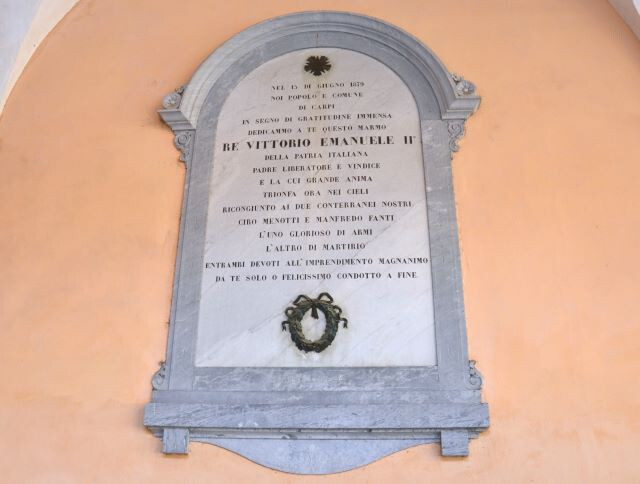 NEL 15 DI GIUGNO 1879
NOI POPOLO E COMUNE
DI CARPI
IN SEGNO DI GRATITUDINE IMMENSA
DEDICAMMO A TE QUESTO MARMO
RE VITTORIO EMANUELE II°
DELLA PATRIA ITALIANA
PADRE LIBERATORE E VINDICE
E LA CUI GRANDE ANIMA
TRIONFA ORA NEI CIELI
RICONGIUNTO AI DUE CONTERRANEI NOSTRI
CIRO MENOTTI E MANFREDO FANTI
L'UNO GLORIOSO DI ARMI
L'ALTRO DI MARTIRIO
ENTRAMBI DEVOTI ALL'IMPRENDIMENTO MAGNANIMO
DA TE SOLO O FELICISSIMO CONDOTTO A FINE